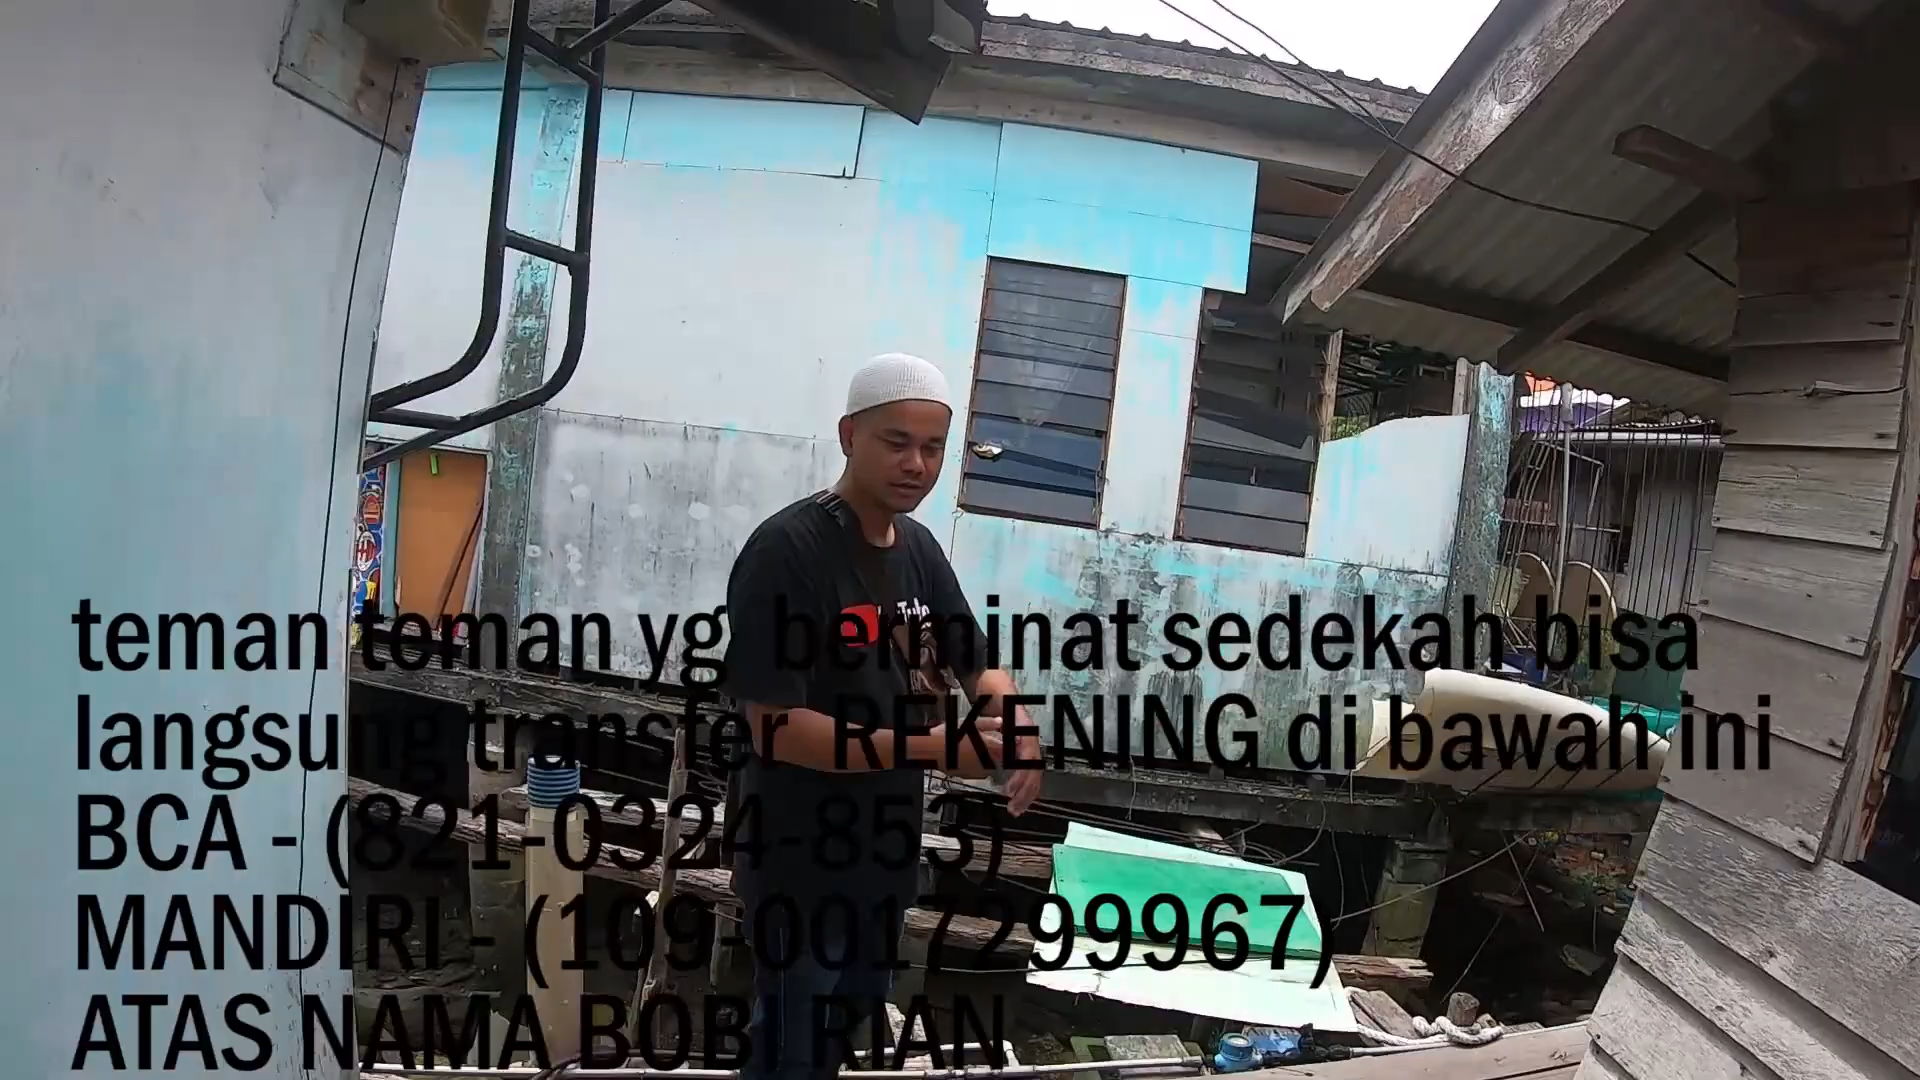 teman teman yg berminat sedekah bisa
langsung transfer REKENING di bawah ini
BCA - (821-0324-853)
MANDIRI - (109-0017299967)
ATAS NAMA BOBI RIAN